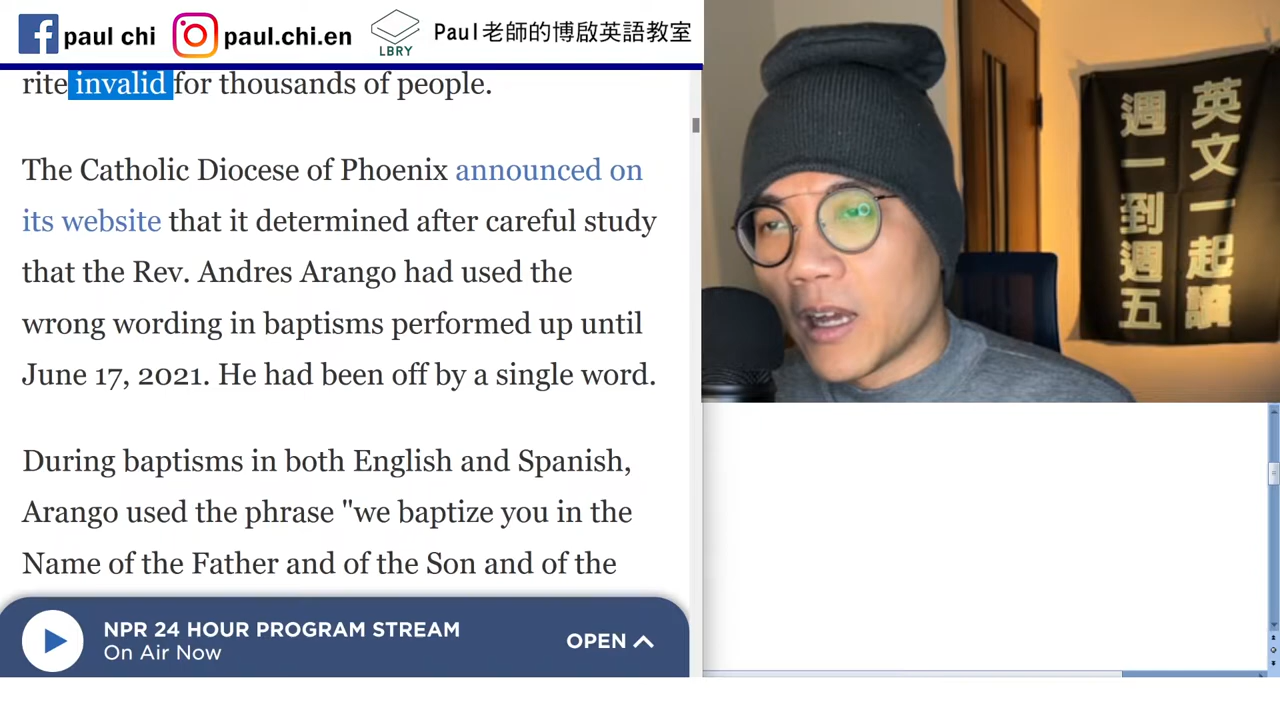 paul chi
paul.chi.en
LBRY
Paul老師的博啟英語教室
rite invalid for thousands of people.
The Catholic Diocese of Phoenix announced on
its website that it determined after careful study
that the Rev. Andres Arango had used the
wrong wording in baptisms performed up until
June 17, 2021. He had been off by a single word.
During baptisms in both English and Spanish,
Arango used the phrase "we baptize you in the
Name of the Father and of the Son and of the
NPR 24 HOUR PROGRAM STREAM
On Air Now
OPEN
英文一起讀
週一到週五